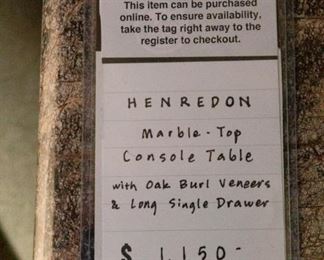 This item can be purchased
online. To ensure availability,
take the tag right away to the
register to checkout.
HENREDON
Marble-Top
Console Table
with Oak Burl Veneers
& Long Single Drawer
$ 1,150-